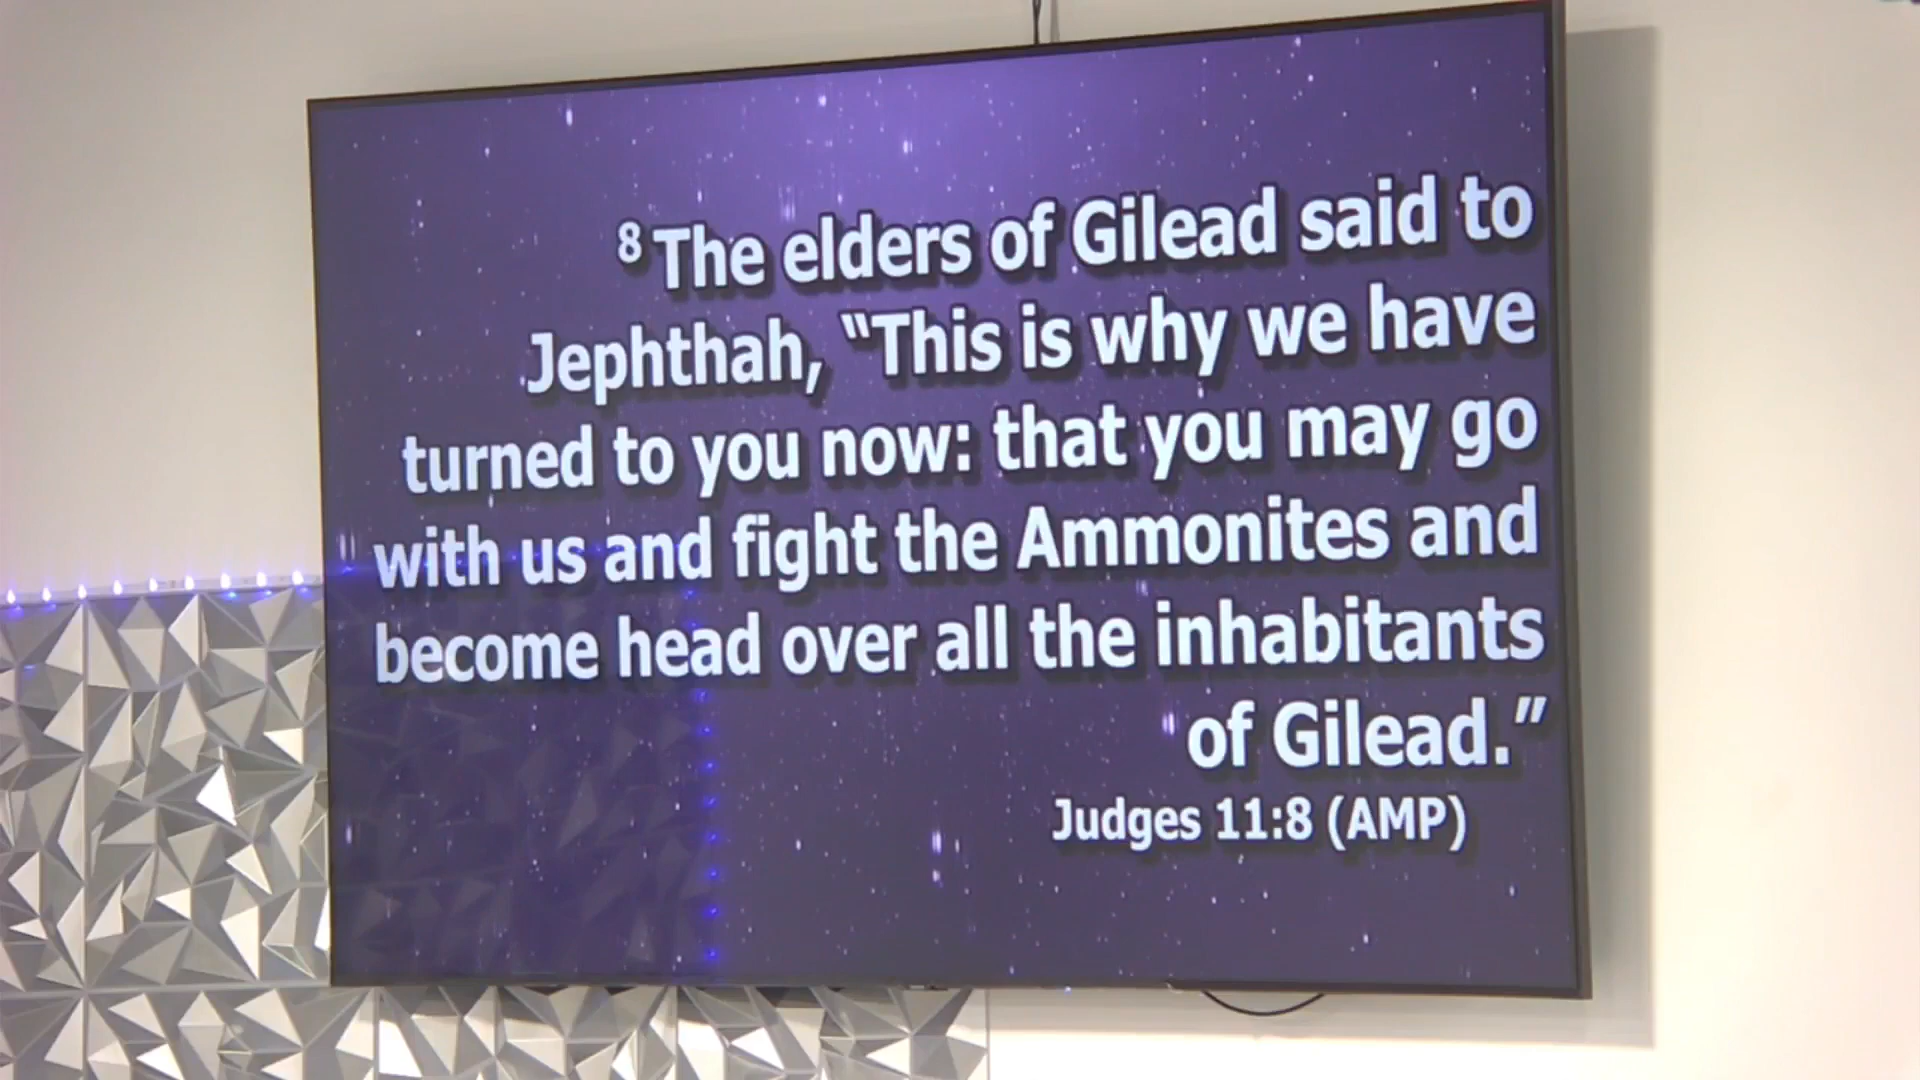 ⁸ The elders of Gilead said to
Jephthah, “This is why we have
turned to you now: that you may go
with us and fight the Ammonites and
become head over all the inhabitants
of Gilead.”
Judges 11:8 (AMP)